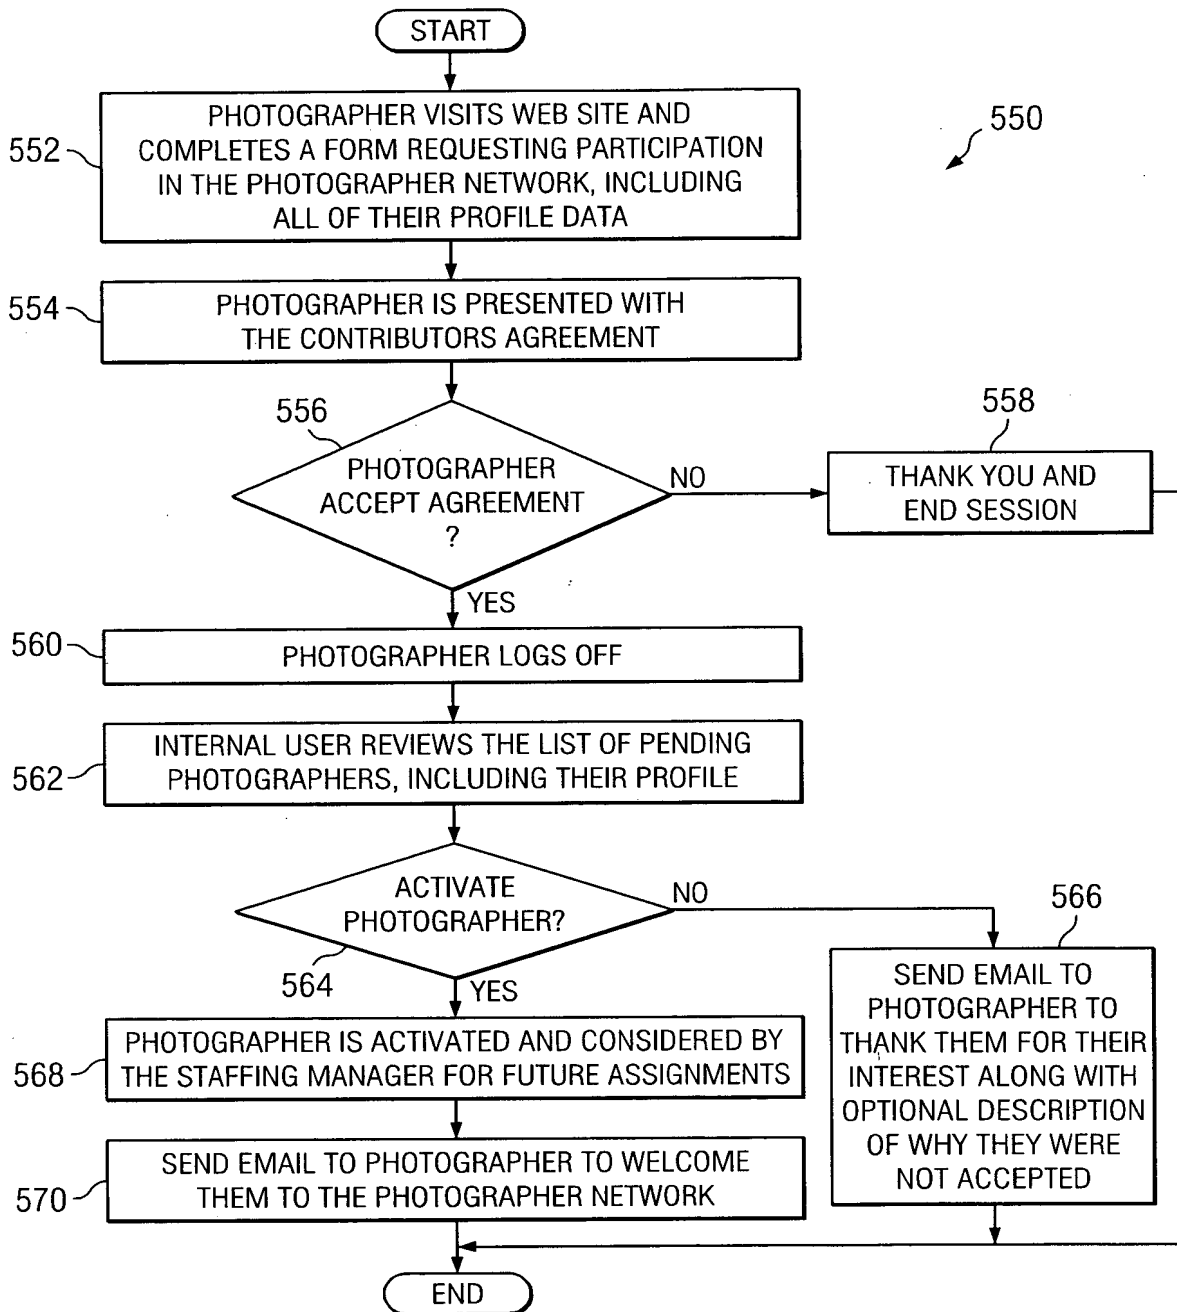 START
550
552
PHOTOGRAPHER VISITS WEB SITE AND
COMPLETES A FORM REQUESTING PARTICIPATION
IN THE PHOTOGRAPHER NETWORK, INCLUDING
ALL OF THEIR PROFILE DATA
554
PHOTOGRAPHER IS PRESENTED WITH
THE CONTRIBUTORS AGREEMENT
556
PHOTOGRAPHER
ACCEPT AGREEMENT
?
NO
558
THANK YOU AND
END SESSION
YES
560
PHOTOGRAPHER LOGS OFF
562
INTERNAL USER REVIEWS THE LIST OF PENDING
PHOTOGRAPHERS, INCLUDING THEIR PROFILE
ACTIVATE
PHOTOGRAPHER?
564
NO
566
SEND EMAIL TO
PHOTOGRAPHER TO
THANK THEM FOR THEIR
INTEREST ALONG WITH
OPTIONAL DESCRIPTION
OF WHY THEY WERE
NOT ACCEPTED
YES
568
PHOTOGRAPHER IS ACTIVATED AND CONSIDERED BY
THE STAFFING MANAGER FOR FUTURE ASSIGNMENTS
570
SEND EMAIL TO PHOTOGRAPHER TO WELCOME
THEM TO THE PHOTOGRAPHER NETWORK
END